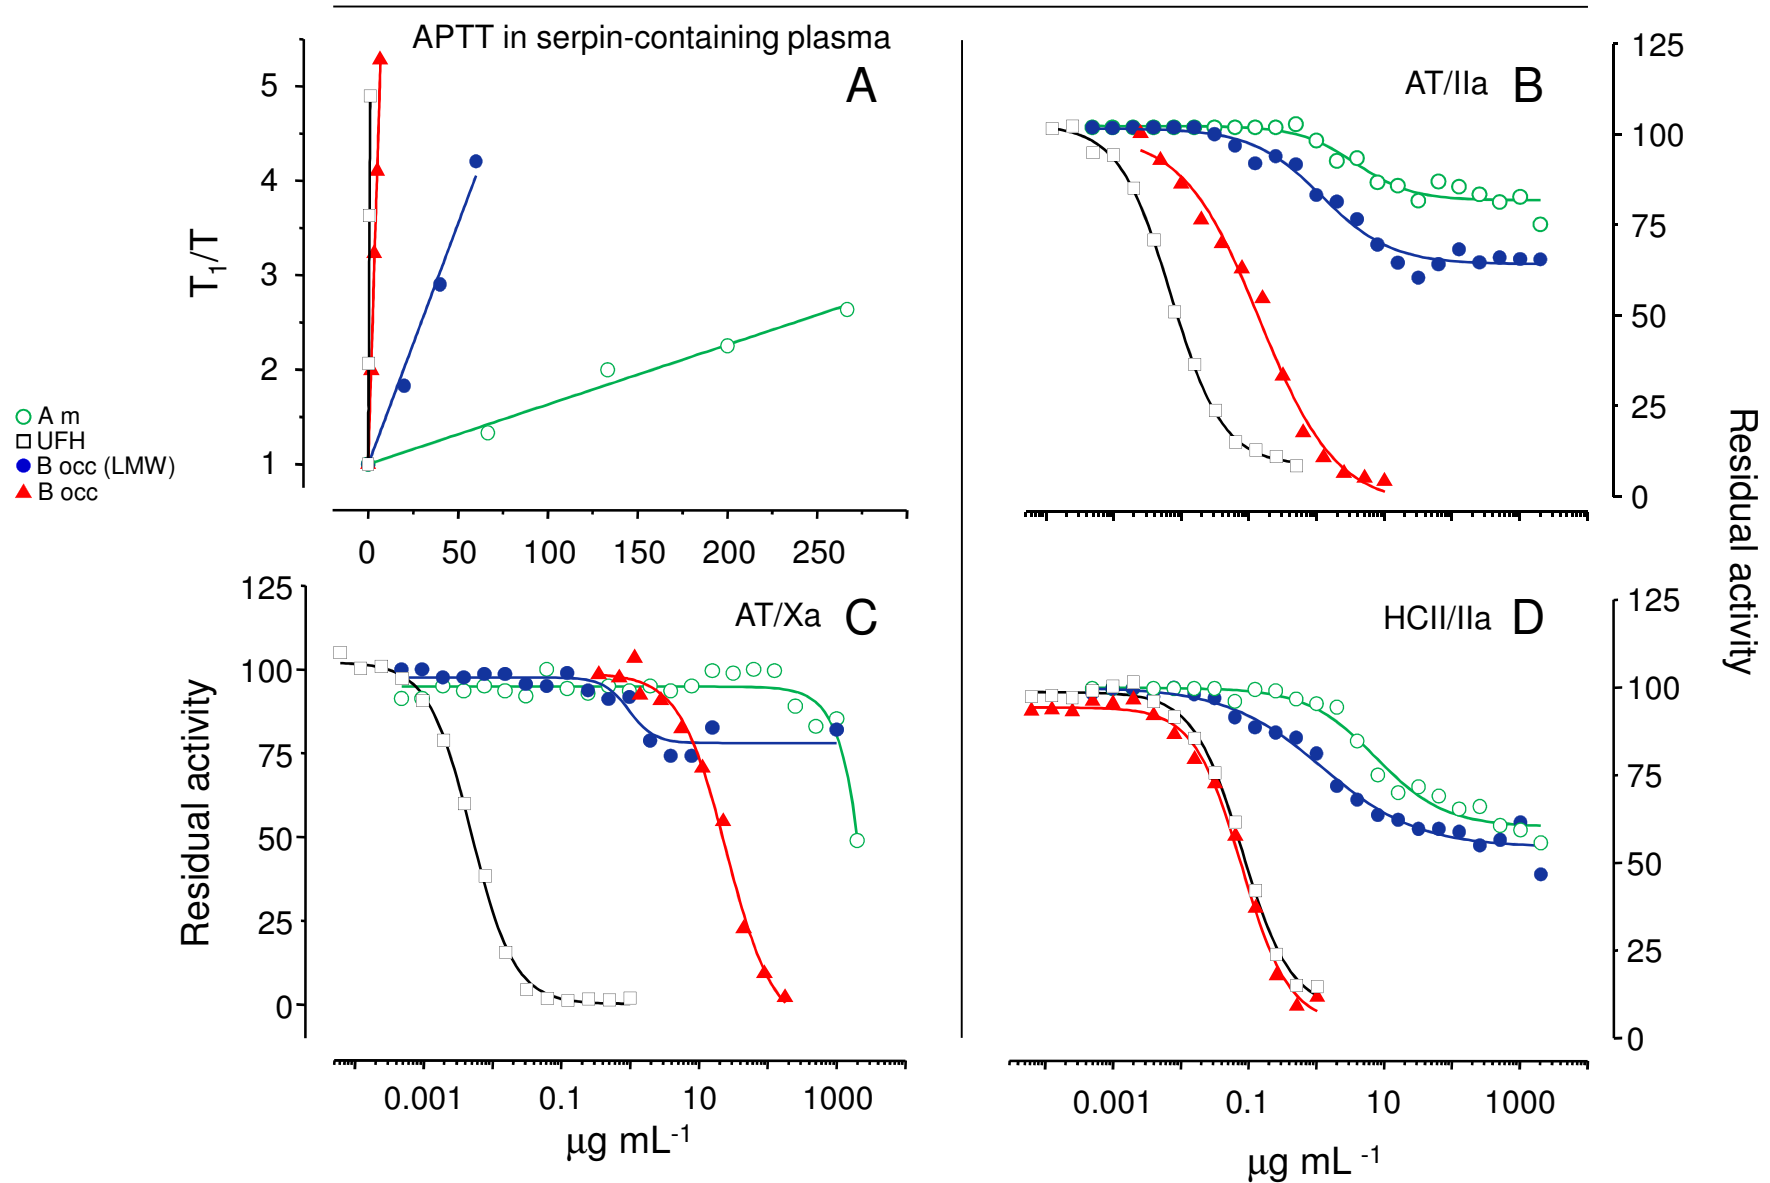 APTT in serpin-containing plasma
A
5
4
3
2
1
T1/T
0 50 100 150 200 250
A m
UFH
B occ (LMW)
B occ
AT/IIa B
125
100
75
50
25
0
Residual activity
AT/Xa C
125
100
75
50
25
0
Residual activity
0.001 0.1 10 1000
µg mL-1
HCII/IIa D
125
100
75
50
25
0
0.001 0.1 10 1000
µg mL -1